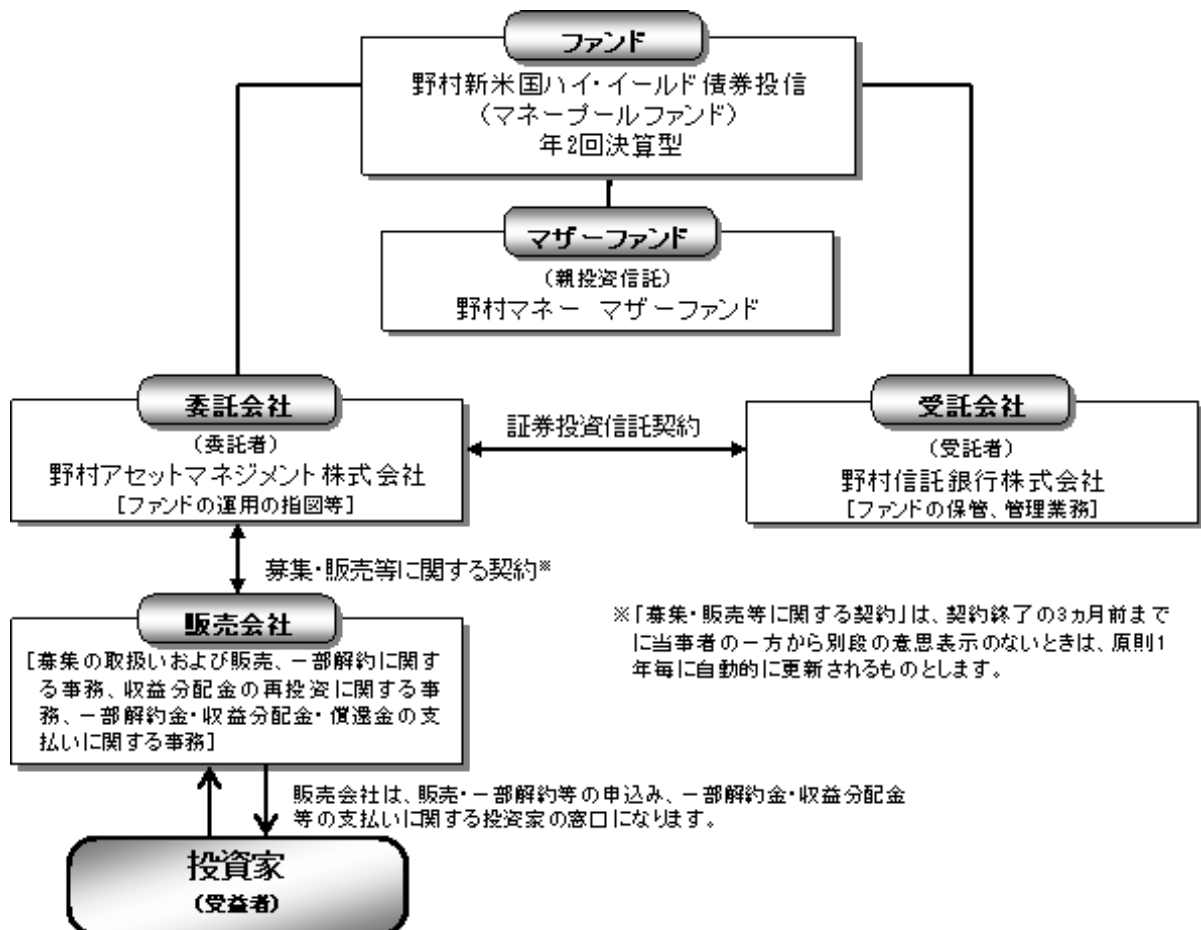 ファンド
野村新米国ハイ・イールド債券投信
(マネープールファンド)
年2回決算型
マザーファンド
(親投資信託)
野村マネー マザーファンド
委託会社
(委託者)
野村アセットマネジメント株式会社
[ファンドの運用の指図等]
証券投資信託契約
受託会社
(受託者)
野村信託銀行株式会社
[ファンドの保管、管理業務]
募集・販売等に関する契約※
販売会社
[募集の取扱いおよび販売、一部解約に関す
る事務、収益分配金の再投資に関する事
務、一部解約金・収益分配金・償還金の支
払いに関する事務]
※「募集・販売等に関する契約」は、契約終了の3ヵ月前まで
に当事者の一方から別段の意思表示のないときは、原則1
年毎に自動的に更新されるものとします。
販売会社は、販売・一部解約等の申込み、一部解約金・収益分配金
等の支払いに関する投資家の窓口になります。
投資家
(受益者)